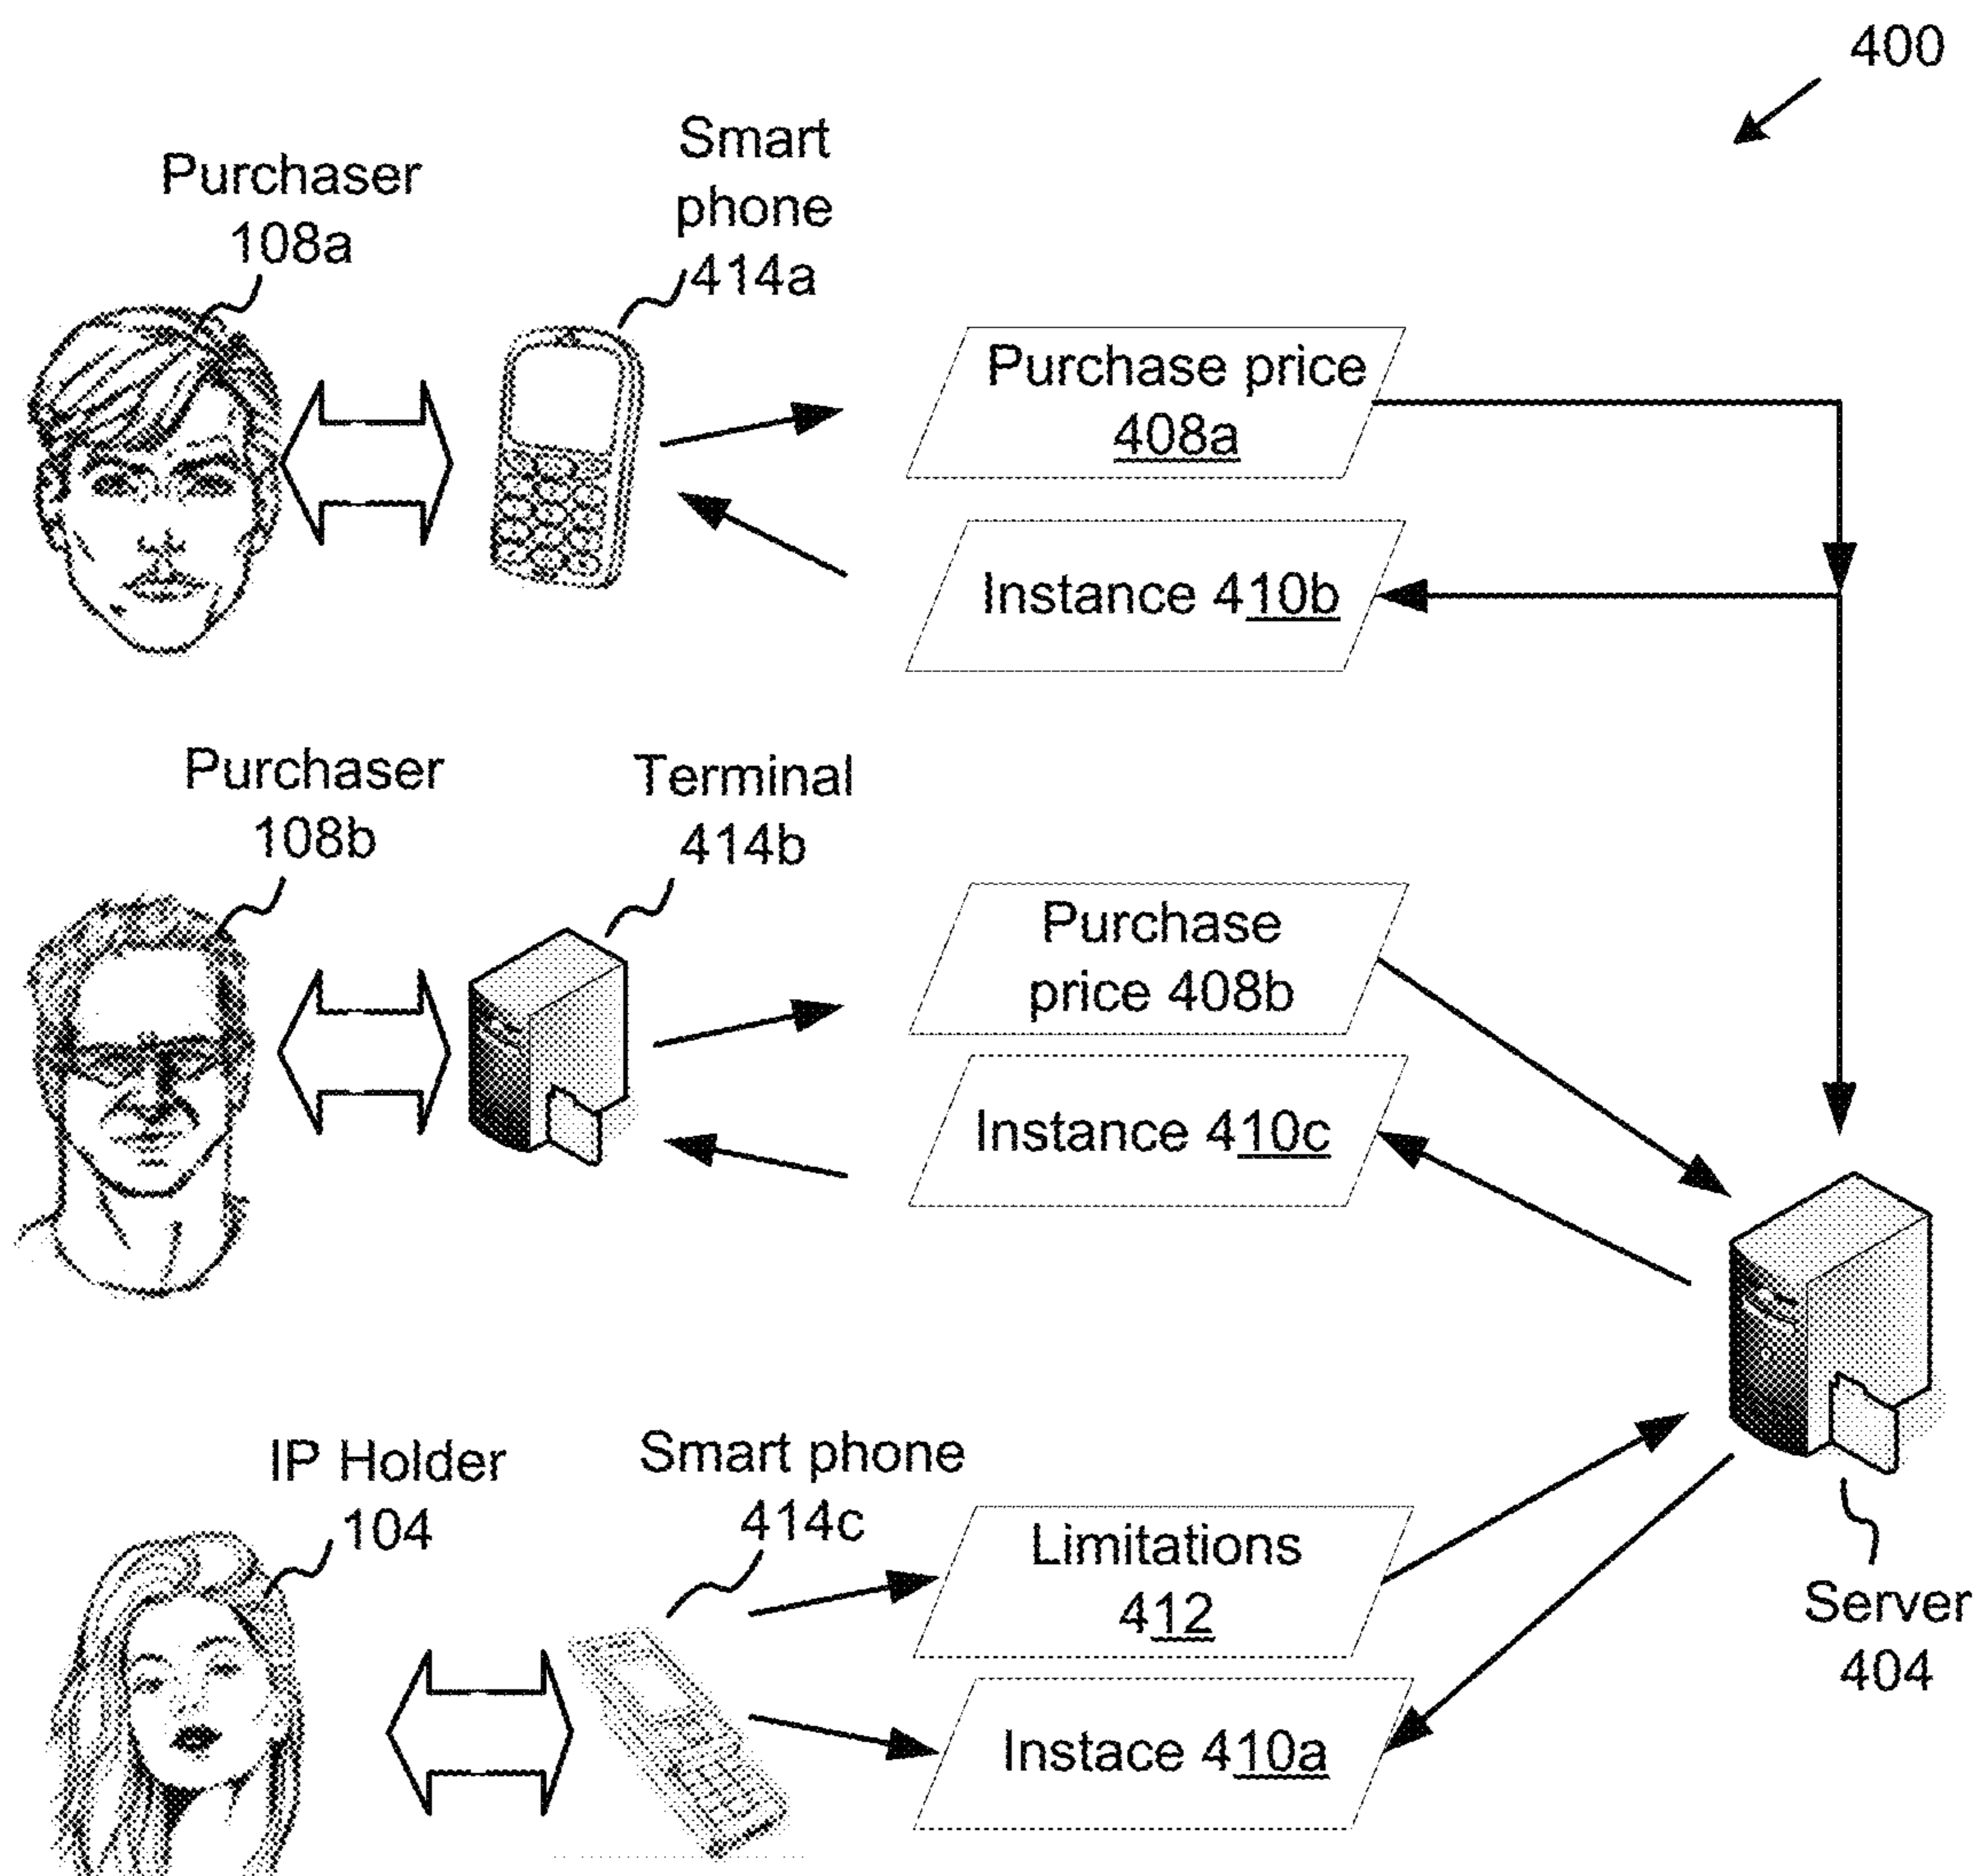 400
Purchaser
108a
Smart
phone
414a
Purchase price
408a
Instance 410b
Purchaser
108b
Terminal
414b
Purchase
price 408b
Instance 410c
IP Holder
104
Smart phone
414c
Limitations
412
Instace 410a
Server
404